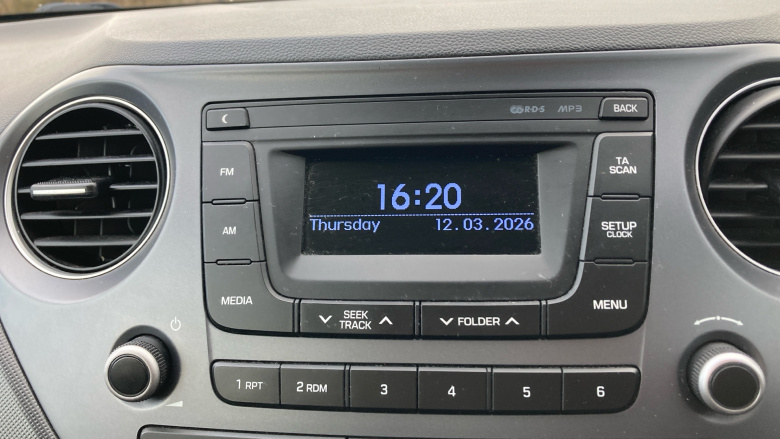 RDS MP3 BACK
FM
TA
SCAN
16:20
Thursday 12.03.2026
AM
SETUP
CLOCK
MEDIA
SEEK
TRACK
FOLDER
MENU
1 RPT
2 RDM
3
4
5
6